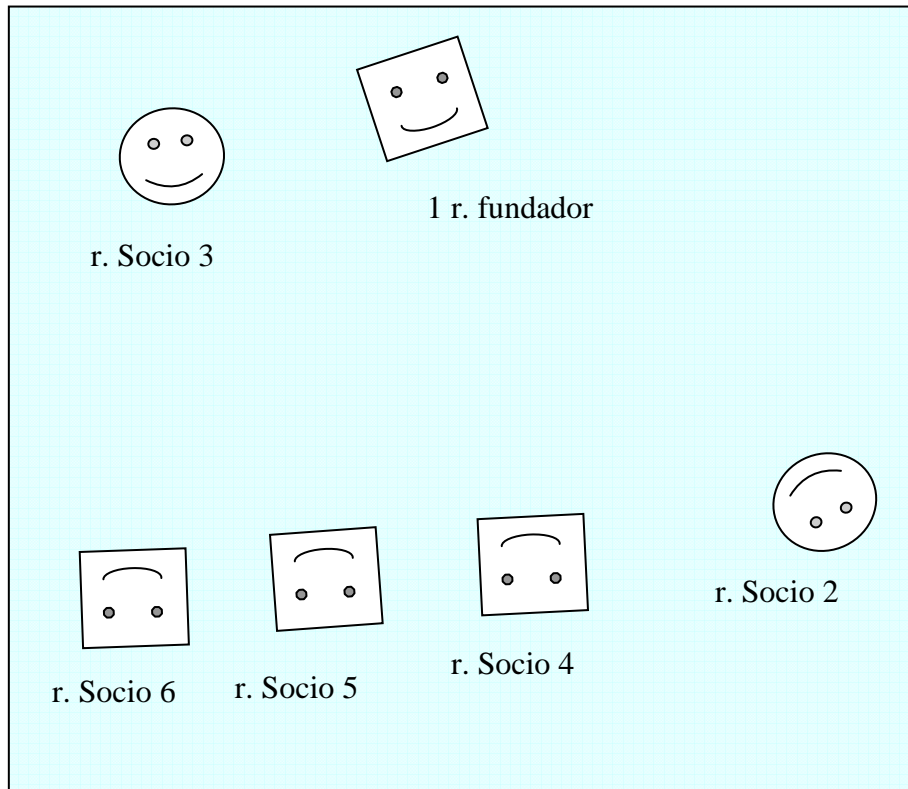 1 r. fundador
r. Socio 3
r. Socio 2
r. Socio 4
r. Socio 5
r. Socio 6